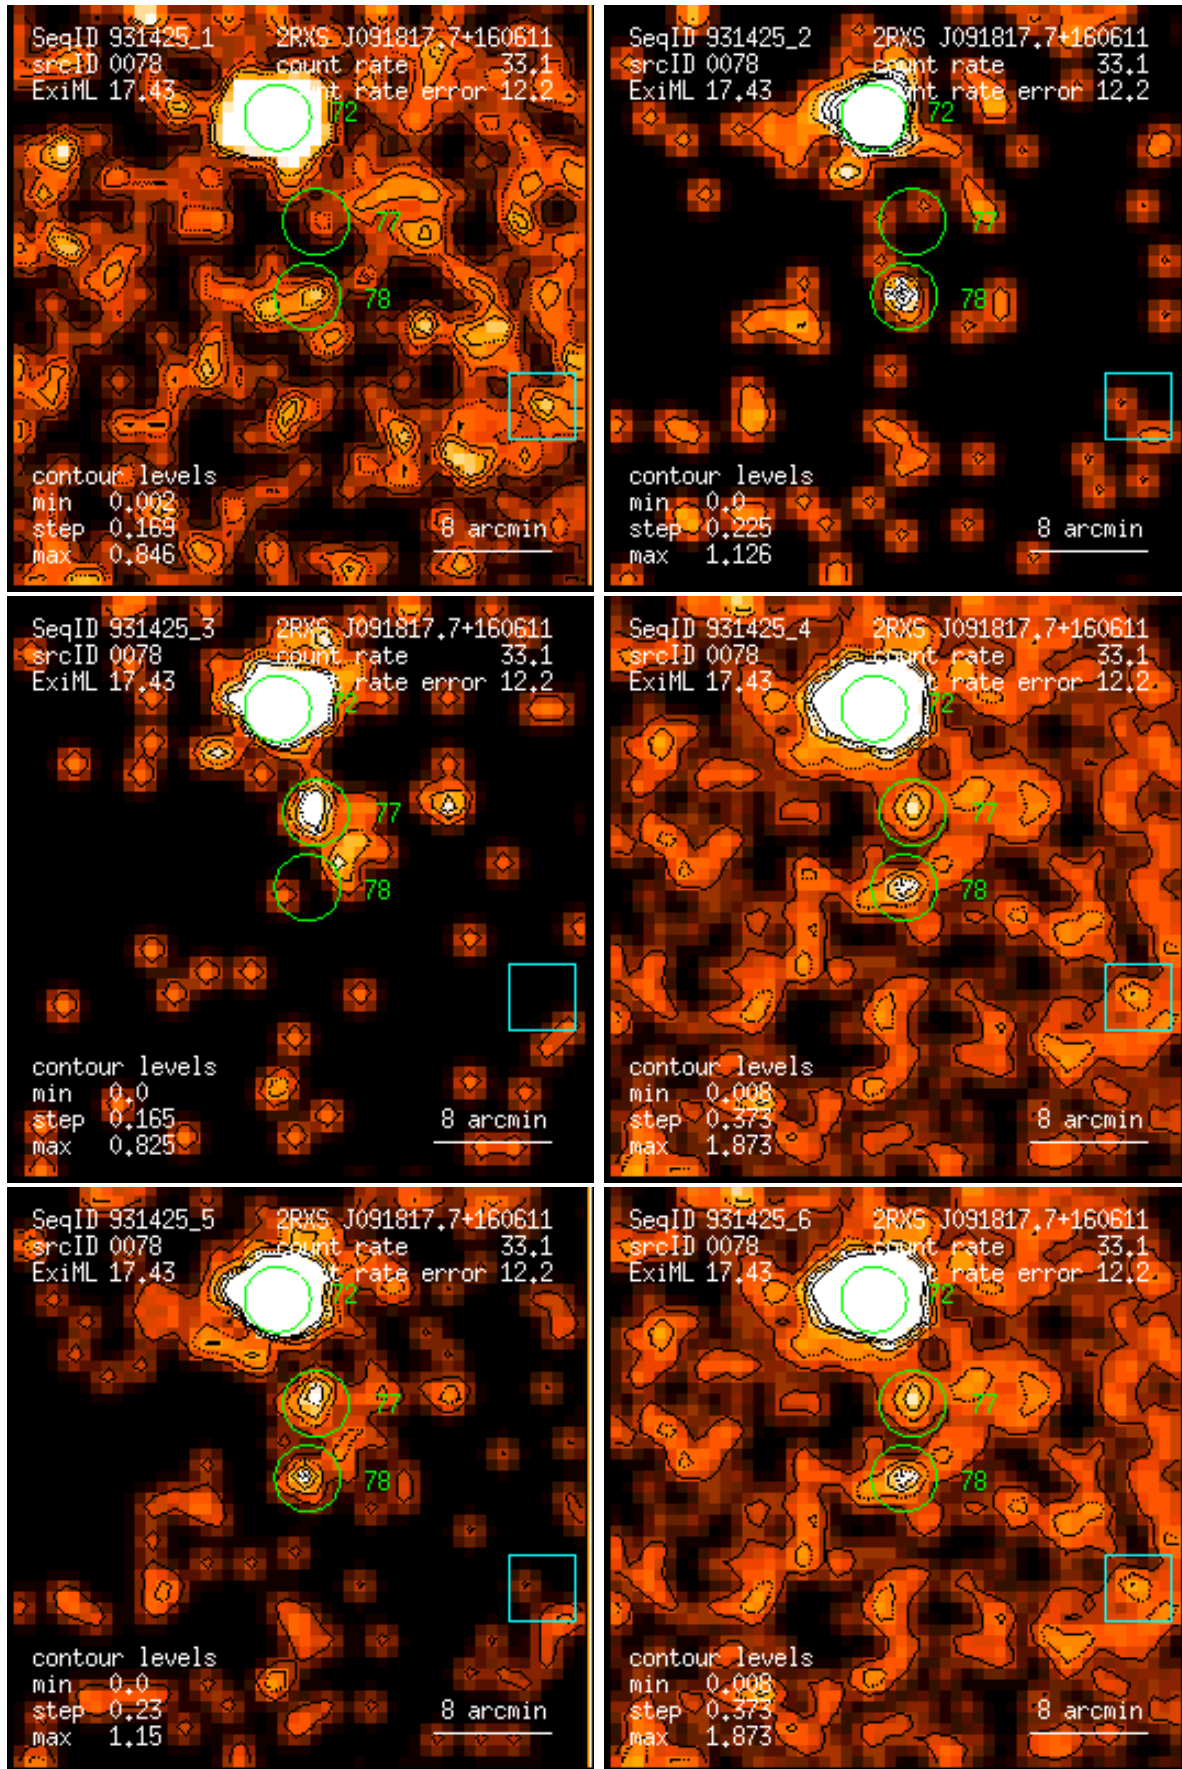 SeqID 931425_1 2RXS J091817.7+160611
srcID 0078 count rate 33.1
ExiML 17.43 nt rate error 12.2
72
77
78
contour levels
min 0.002
step 0.169
max 0.846
8 arcmin
SeqID 931425_2 2RXS J091817.7+160611
srcID 0078 count rate 33.1
ExiML 17.43 nt rate error 12.2
72
77
78
contour levels
min 0.0
step 0.225
max 1.126
8 arcmin
SeqID 931425_3 2RXS J091817.7+160611
srcID 0078 count rate 33.1
ExiML 17.43 t rate error 12.2
72
77
78
contour levels
min 0.0
step 0.165
max 0.825
8 arcmin
SeqID 931425_4 2RXS J091817.7+160611
srcID 0078 count rate 33.1
ExiML 17.43 t rate error 12.2
72
77
78
contour levels
min 0.008
step 0.373
max 1.873
8 arcmin
SeqID 931425_5 2RXS J091817.7+160611
srcID 0078 count rate 33.1
ExiML 17.43 t rate error 12.2
72
77
78
contour levels
min 0.0
step 0.23
max 1.15
8 arcmin
SeqID 931425_6 2RXS J091817.7+160611
srcID 0078 count rate 33.1
ExiML 17.43 t rate error 12.2
72
77
78
contour levels
min 0.008
step 0.373
max 1.873
8 arcmin